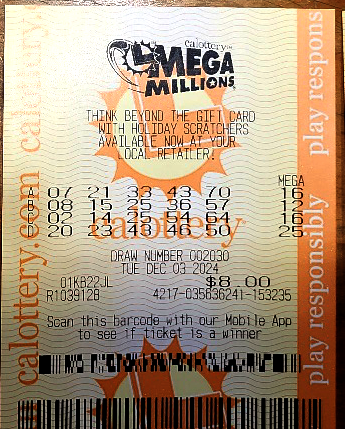 calottery
MEGA
MILLIONS
THINK BEYOND THE GIFT CARD
WITH HOLIDAY SCRATCHERS
AVAILABLE NOW AT YOUR
LOCAL RETAILER!
MEGA
A 07 21 33 43 70 16
B 08 15 25 36 57 12
C 02 14 25 54 64 16
D 20 23 43 46 50 25
calottery
DRAW NUMBER 002030
TUE DEC 03 2024
01KB22JL $8.00
R1039128 4217-035636241-153235
Scan this barcode with our Mobile App
to see if ticket is a winner
calottery.com calottery.
play responsibly play respons